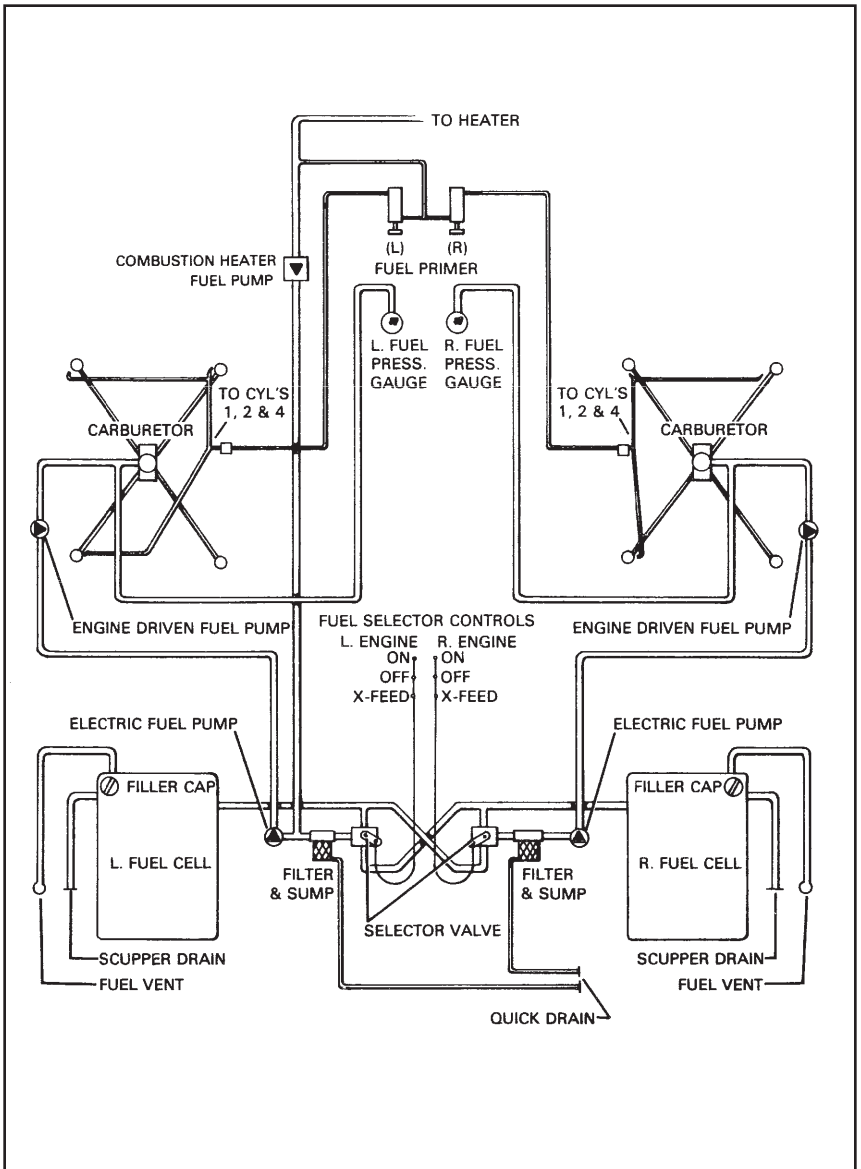 TO HEATER
(L) (R)
FUEL PRIMER
COMBUSTION HEATER
FUEL PUMP
L. FUEL
PRESS.
GAUGE
R. FUEL
PRESS.
GAUGE
TO CYL'S
1, 2 & 4
CARBURETOR
TO CYL'S
1, 2 & 4
CARBURETOR
ENGINE DRIVEN FUEL PUMP
ENGINE DRIVEN FUEL PUMP
FUEL SELECTOR CONTROLS
L. ENGINE R. ENGINE
ON ON
OFF OFF
X-FEED X-FEED
ELECTRIC FUEL PUMP
ELECTRIC FUEL PUMP
FILLER CAP
L. FUEL CELL
FILLER CAP
R. FUEL CELL
FILTER
& SUMP
FILTER
& SUMP
SELECTOR VALVE
SCUPPER DRAIN
FUEL VENT
SCUPPER DRAIN
FUEL VENT
QUICK DRAIN